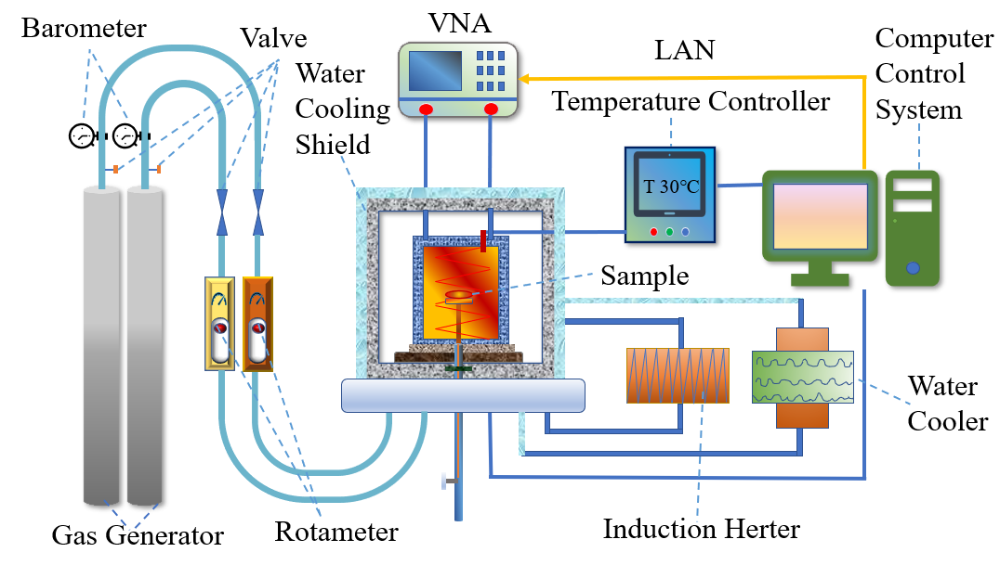 VNA
Barometer
Valve
LAN
Computer
Control
System
Water
Cooling
Shield
Temperature Controller
T 30℃
Sample
Water
Cooler
Gas Generator
Rotameter
Induction Herter